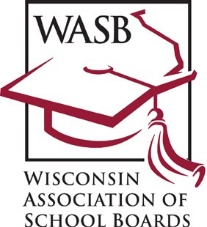 WASB
WISCONSIN
ASSOCIATION OF
SCHOOL BOARDS